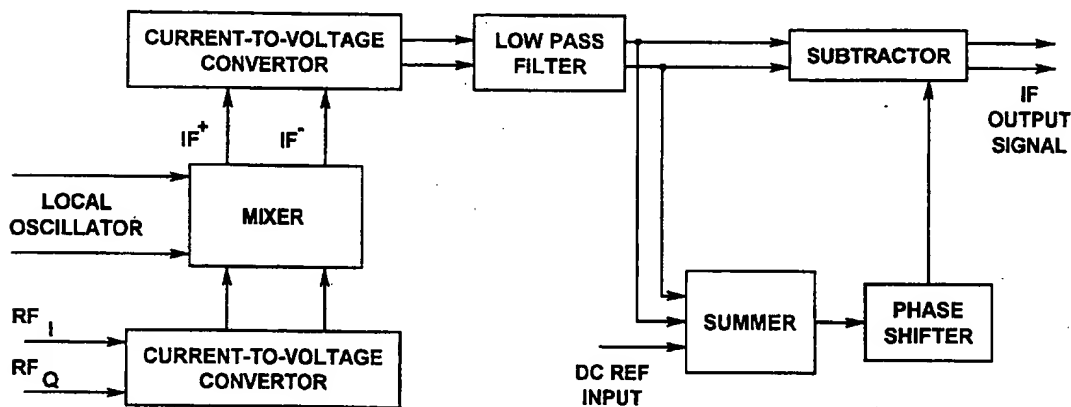 CURRENT-TO-VOLTAGE
CONVERTOR
LOW PASS
FILTER
SUBTRACTOR
IF
OUTPUT
SIGNAL
IF+
IF-
LOCAL
OSCILLATOR
MIXER
RF I
RF Q
CURRENT-TO-VOLTAGE
CONVERTOR
SUMMER
PHASE
SHIFTER
DC REF
INPUT